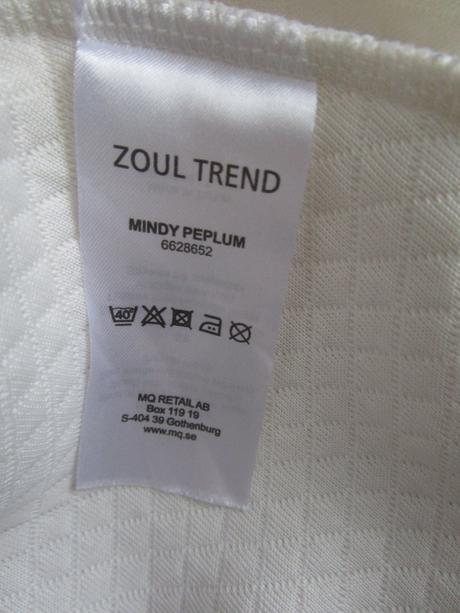 ZOUL TREND
MINDY PEPLUM
6628652
40
MQ RETAIL AB
Box 119 19
S-404 39 Gothenburg
www.mq.se